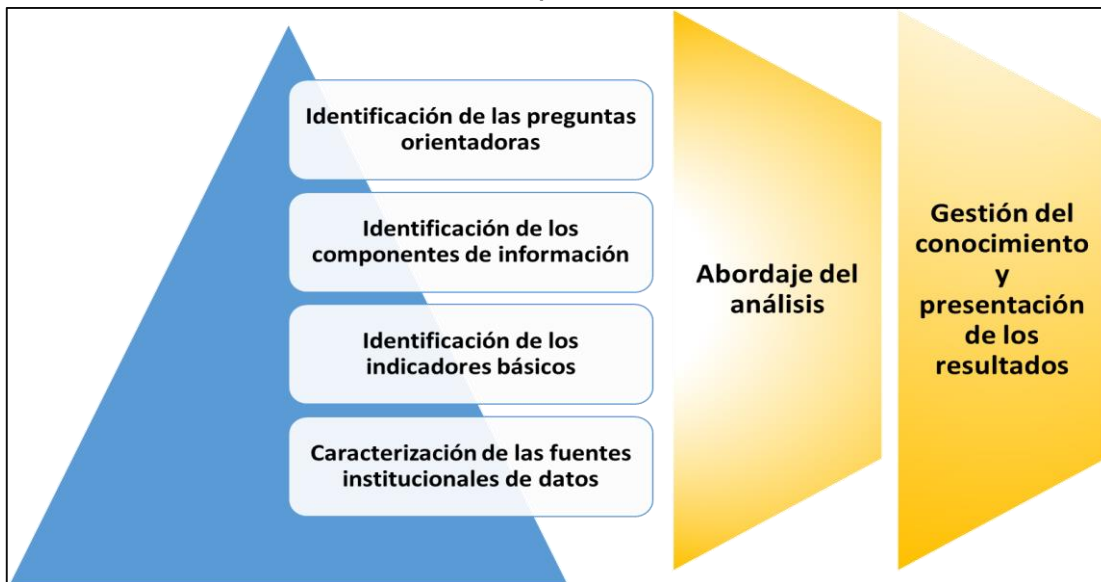 Identificación de las preguntas
orientadoras
Identificación de los
componentes de información
Identificación de los
indicadores básicos
Caracterización de las fuentes
institucionales de datos
Abordaje del
análisis
Gestión del
conocimiento
y
presentación
de los
resultados